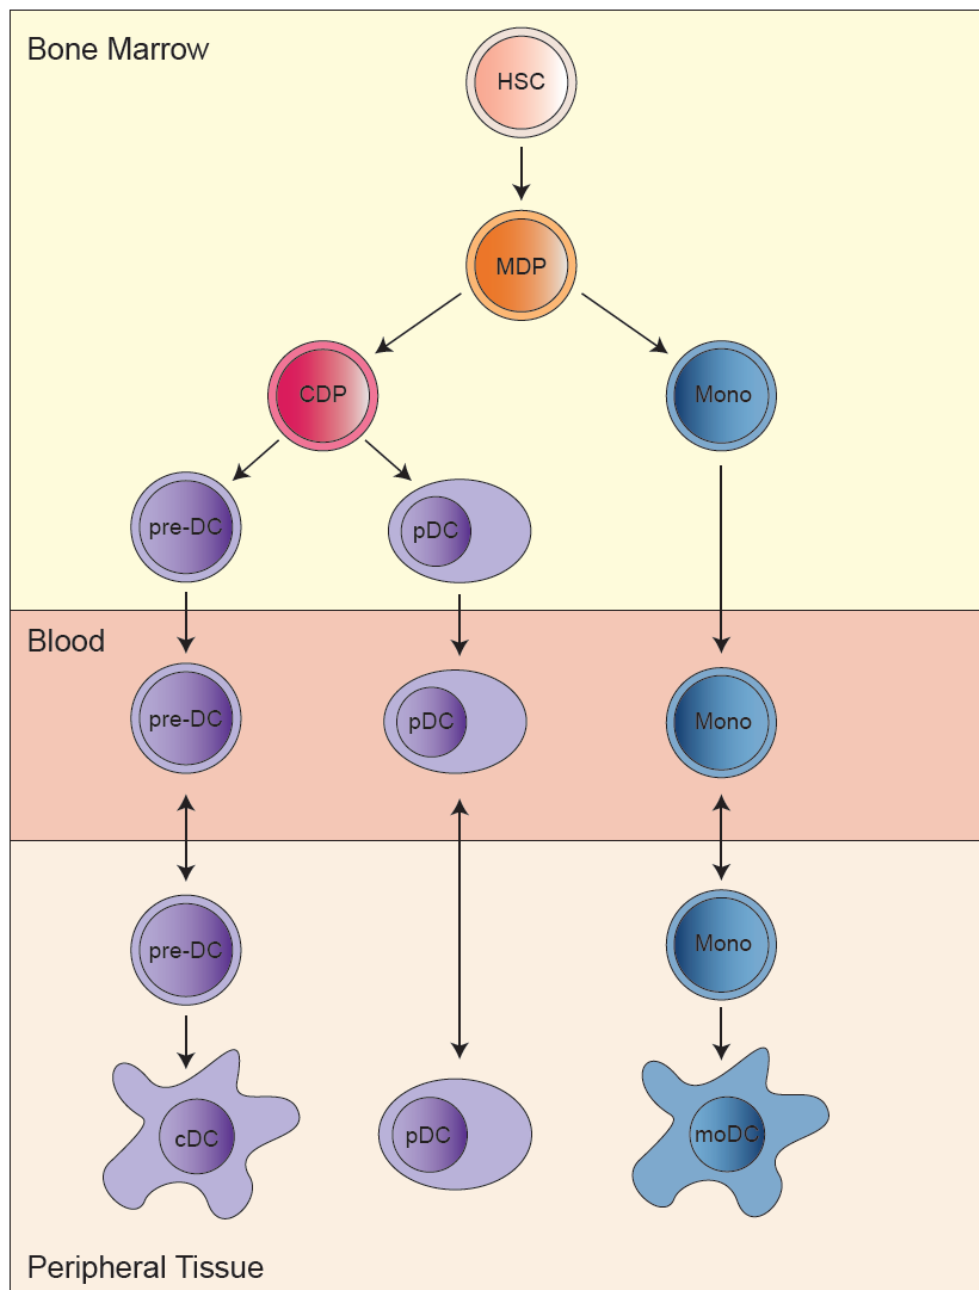 Bone Marrow
HSC
MDP
CDP
Mono
pre-DC
pDC
Blood
pre-DC
pDC
Mono
pre-DC
Mono
cDC
pDC
moDC
Peripheral Tissue